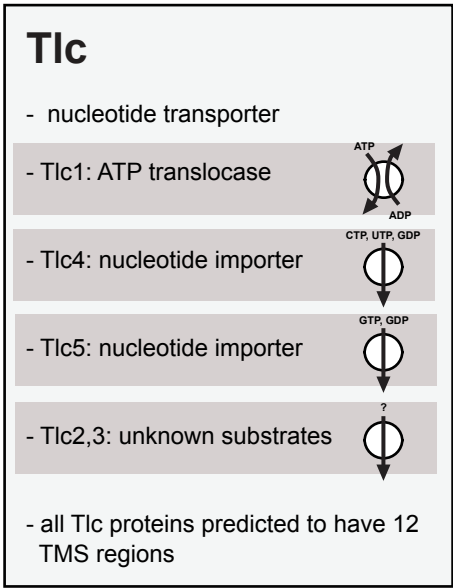 Tlc
- nucleotide transporter
ATP
- Tlc1: ATP translocase
ADP
CTP, UTP, GDP
- Tlc4: nucleotide importer
GTP, GDP
- Tlc5: nucleotide importer
?
- Tlc2,3: unknown substrates
- all Tlc proteins predicted to have 12
TMS regions